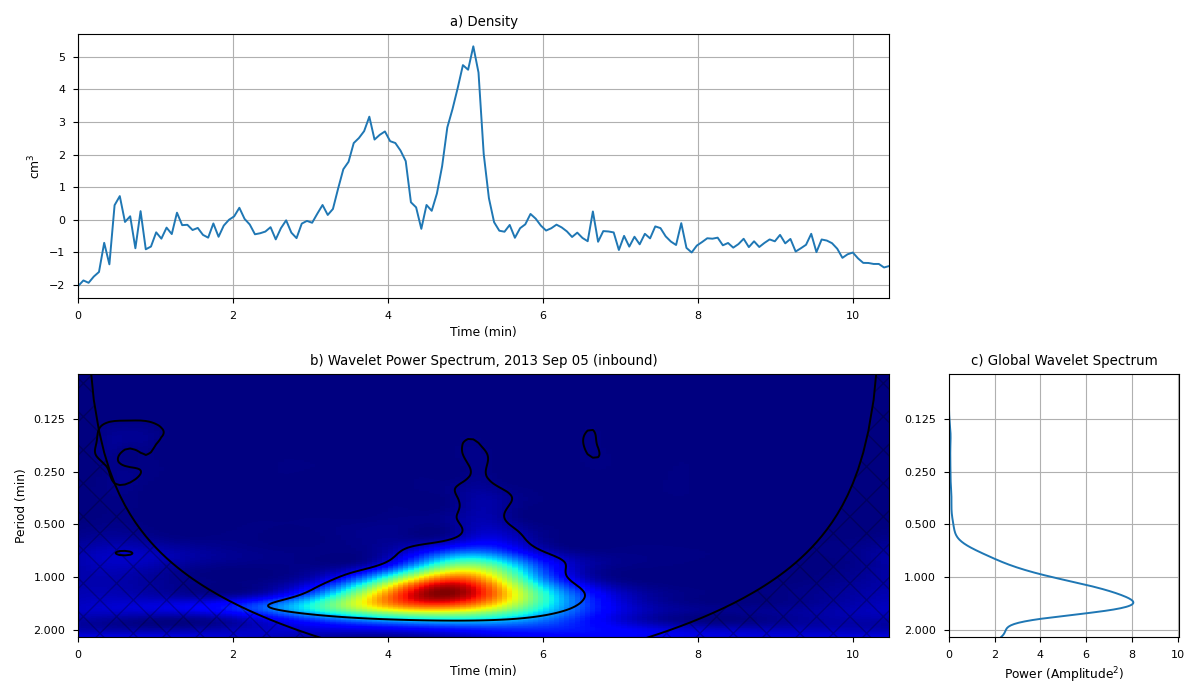 a) Density
cm³
5
4
3
2
1
0
−1
−2
0 2 4 6 8 10
Time (min)
b) Wavelet Power Spectrum, 2013 Sep 05 (inbound)
Period (min)
0.125
0.250
0.500
1.000
2.000
0 2 4 6 8 10
Time (min)
c) Global Wavelet Spectrum
0.125
0.250
0.500
1.000
2.000
0 2 4 6 8 10
Power (Amplitude²)